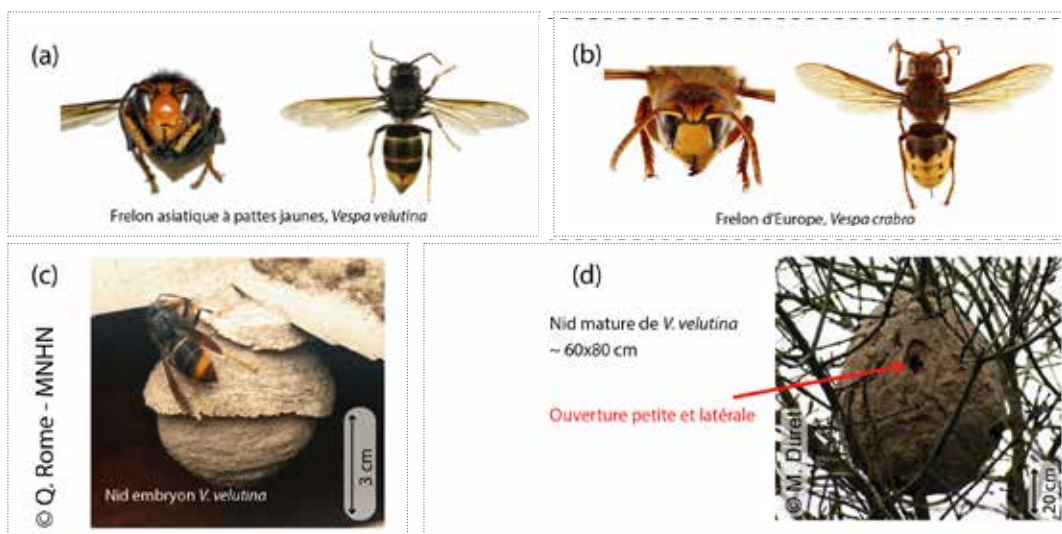 (a)
Frelon asiatique à pattes jaunes, Vespa velutina
(b)
Frelon d'Europe, Vespa crabro
(c)
© Q. Rome - MNHN
Nid embryon V. velutina
3 cm
(d)
Nid mature de V. velutina
~ 60x80 cm
Ouverture petite et latérale
© M. Duret
20 cm